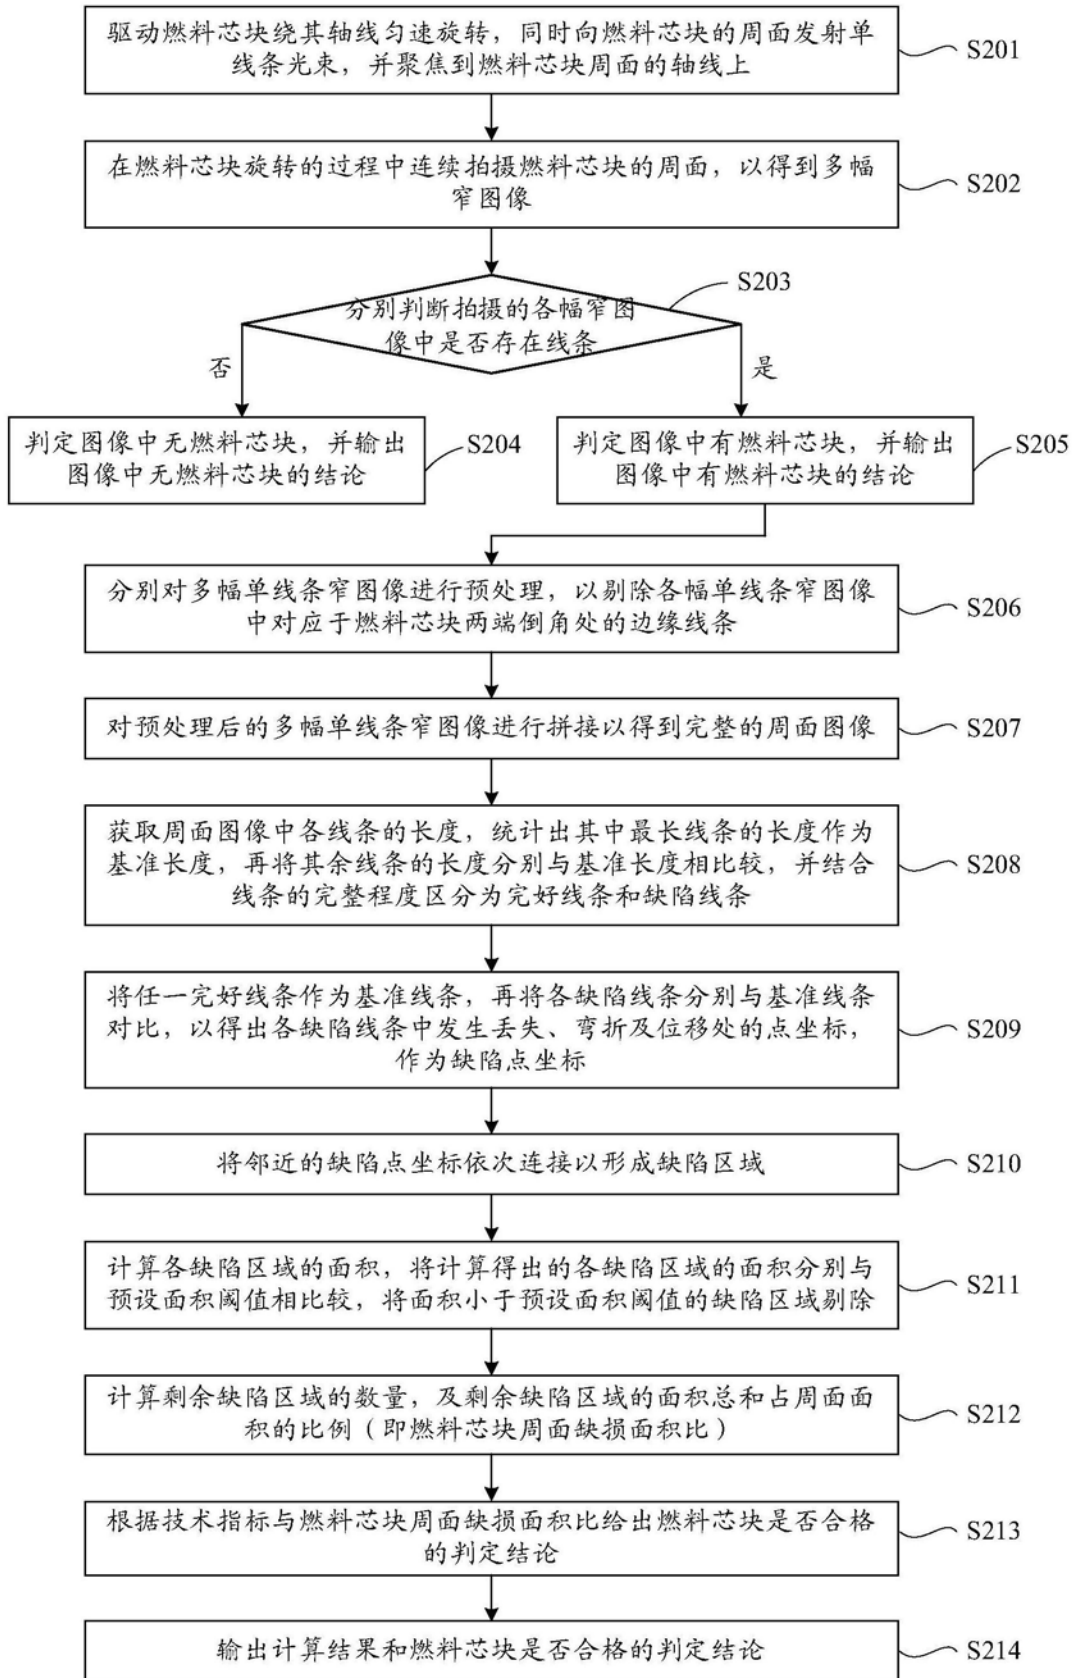 驱动燃料芯块绕其轴线匀速旋转，同时向燃料芯块的周面发射单
线条光束，并聚焦到燃料芯块周面的轴线上
S201
在燃料芯块旋转的过程中连续拍摄燃料芯块的周面，以得到多幅
窄图像
S202
S203
分别判断拍摄的各幅窄图
像中是否存在线条
否
是
判定图像中无燃料芯块，并输出
图像中无燃料芯块的结论
S204
判定图像中有燃料芯块，并输出
图像中有燃料芯块的结论
S205
分别对多幅单线条窄图像进行预处理，以剔除各幅单线条窄图像
中对应于燃料芯块两端倒角处的边缘线条
S206
对预处理后的多幅单线条窄图像进行拼接以得到完整的周面图像
S207
获取周面图像中各线条的长度，统计出其中最长线条的长度作为
基准长度，再将其余线条的长度分别与基准长度相比较，并结合
线条的完整程度区分为完好线条和缺陷线条
S208
将任一完好线条作为基准线条，再将各缺陷线条分别与基准线条
对比，以得出各缺陷线条中发生丢失、弯折及位移处的点坐标，
作为缺陷点坐标
S209
将邻近的缺陷点坐标依次连接以形成缺陷区域
S210
计算各缺陷区域的面积，将计算得出的各缺陷区域的面积分别与
预设面积阈值相比较，将面积小于预设面积阈值的缺陷区域剔除
S211
计算剩余缺陷区域的数量，及剩余缺陷区域的面积总和占周面面
积的比例（即燃料芯块周面缺损面积比）
S212
根据技术指标与燃料芯块周面缺损面积比给出燃料芯块是否合格
的判定结论
S213
输出计算结果和燃料芯块是否合格的判定结论
S214